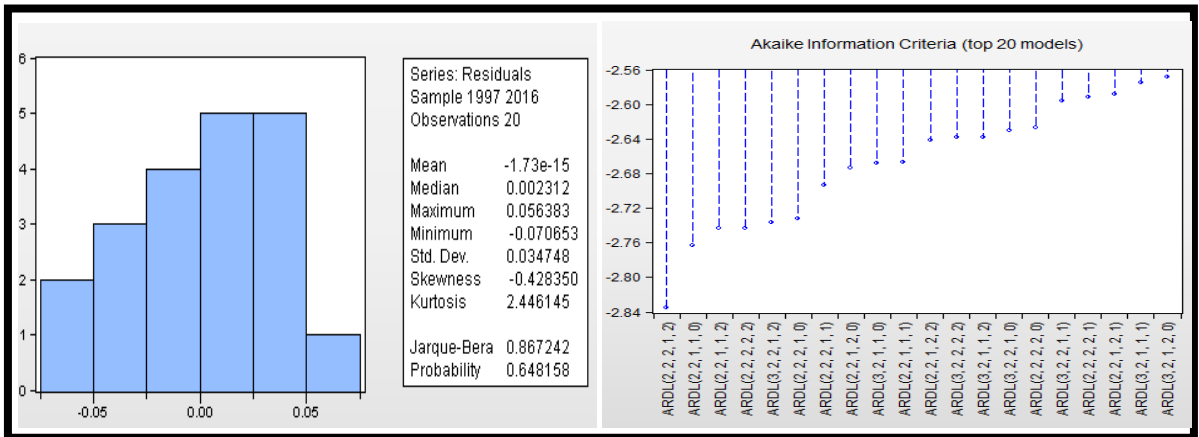 6
5
4
3
2
1
0
-0.05 0.00 0.05
Series: Residuals
Sample 1997 2016
Observations 20
Mean -1.73e-15
Median 0.002312
Maximum 0.056383
Minimum -0.070653
Std. Dev. 0.034748
Skewness -0.428350
Kurtosis 2.446145
Jarque-Bera 0.867242
Probability 0.648158
Akaike Information Criteria (top 20 models)
-2.56
-2.60
-2.64
-2.68
-2.72
-2.76
-2.80
-2.84
ARDL(2, 2, 2, 1, 2)
ARDL(2, 2, 1, 1, 0)
ARDL(2, 2, 1, 1, 2)
ARDL(2, 2, 2, 2, 2)
ARDL(3, 2, 2, 1, 2)
ARDL(2, 2, 2, 1, 0)
ARDL(2, 2, 2, 1, 1)
ARDL(2, 2, 1, 2, 0)
ARDL(3, 2, 1, 1, 0)
ARDL(2, 2, 1, 1, 1)
ARDL(2, 2, 1, 2, 2)
ARDL(3, 2, 2, 2, 2)
ARDL(3, 2, 1, 1, 2)
ARDL(3, 2, 2, 1, 0)
ARDL(2, 2, 2, 2, 0)
ARDL(3, 2, 2, 1, 1)
ARDL(2, 2, 2, 2, 1)
ARDL(2, 2, 1, 2, 1)
ARDL(3, 2, 1, 1, 1)
ARDL(3, 2, 1, 2, 0)